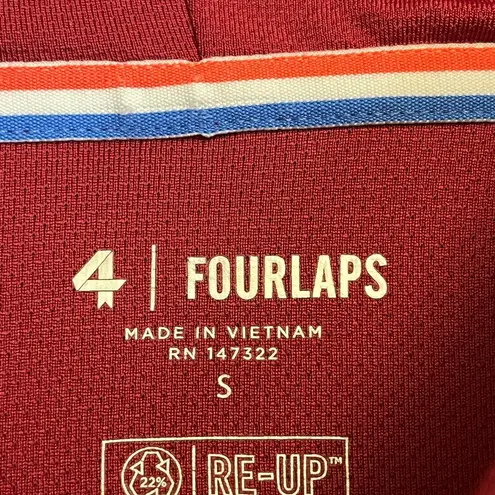 4 | FOURLAPS
MADE IN VIETNAM
RN 147322
S
22% RE-UP™